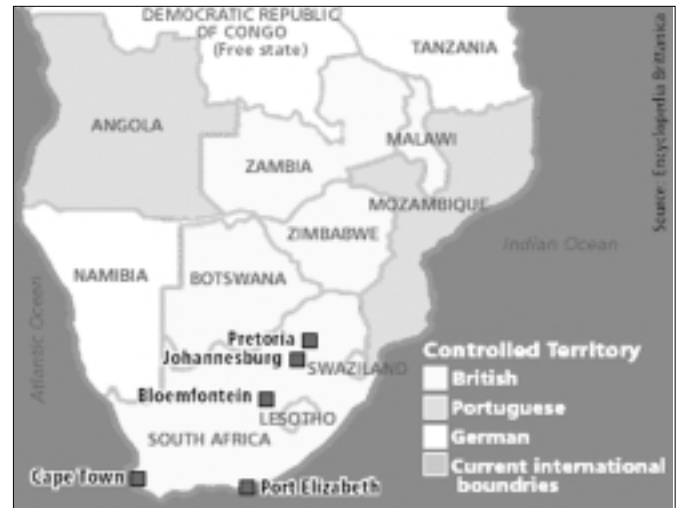 DEMOCRATIC REPUBLIC
OF CONGO
(Free state)
TANZANIA
ANGOLA
MALAWI
ZAMBIA
MOZAMBIQUE
ZIMBABWE
Indian Ocean
NAMIBIA
BOTSWANA
Atlantic Ocean
Pretoria
Johannesburg
SWAZILAND
Bloemfontein
LESOTHO
SOUTH AFRICA
Cape Town
Port Elizabeth
Controlled Territory
British
Portuguese
German
Current international
boundries
Source: Encyclopedia Brittanica